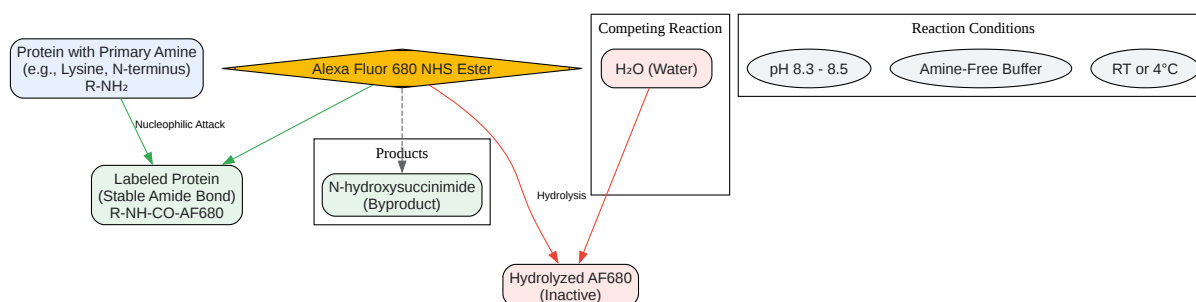 Competing Reaction
Reaction Conditions
Protein with Primary Amine
(e.g., Lysine, N-terminus)
R-NH₂
Alexa Fluor 680 NHS Ester
H₂O (Water)
pH 8.3 - 8.5
Amine-Free Buffer
RT or 4°C
Nucleophilic Attack
Products
Labeled Protein
(Stable Amide Bond)
R-NH-CO-AF680
N-hydroxysuccinimide
(Byproduct)
Hydrolysis
Hydrolyzed AF680
(Inactive)